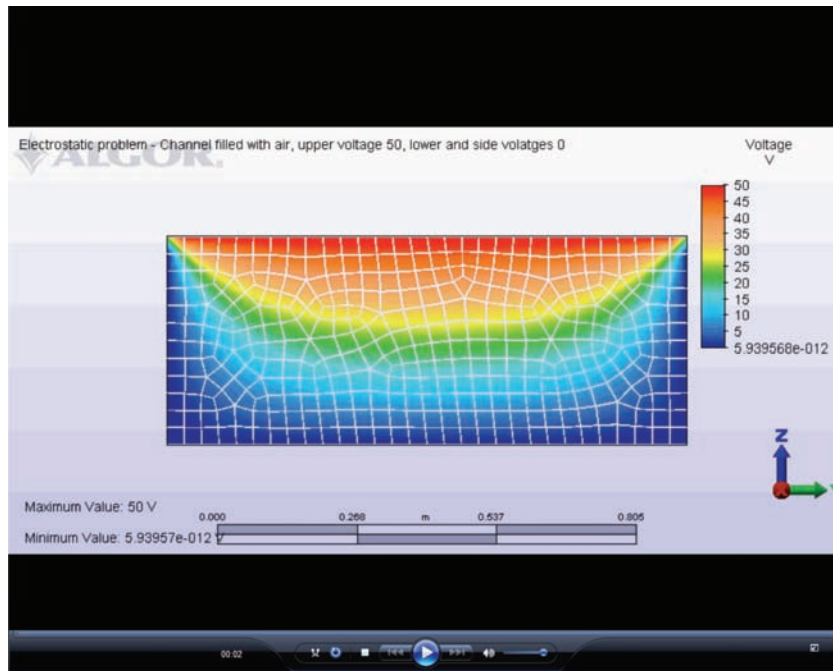 Electrostatic problem - Channel filled with air, upper voltage 50, lower and side volatges 0
ALGOR.
Voltage
V
50
45
40
35
30
25
20
15
10
5
5.939568e-012
Z
Y
Maximum Value: 50 V
Minimum Value: 5.93957e-012 V
0.000 0.268 m 0.537 0.805
00:02